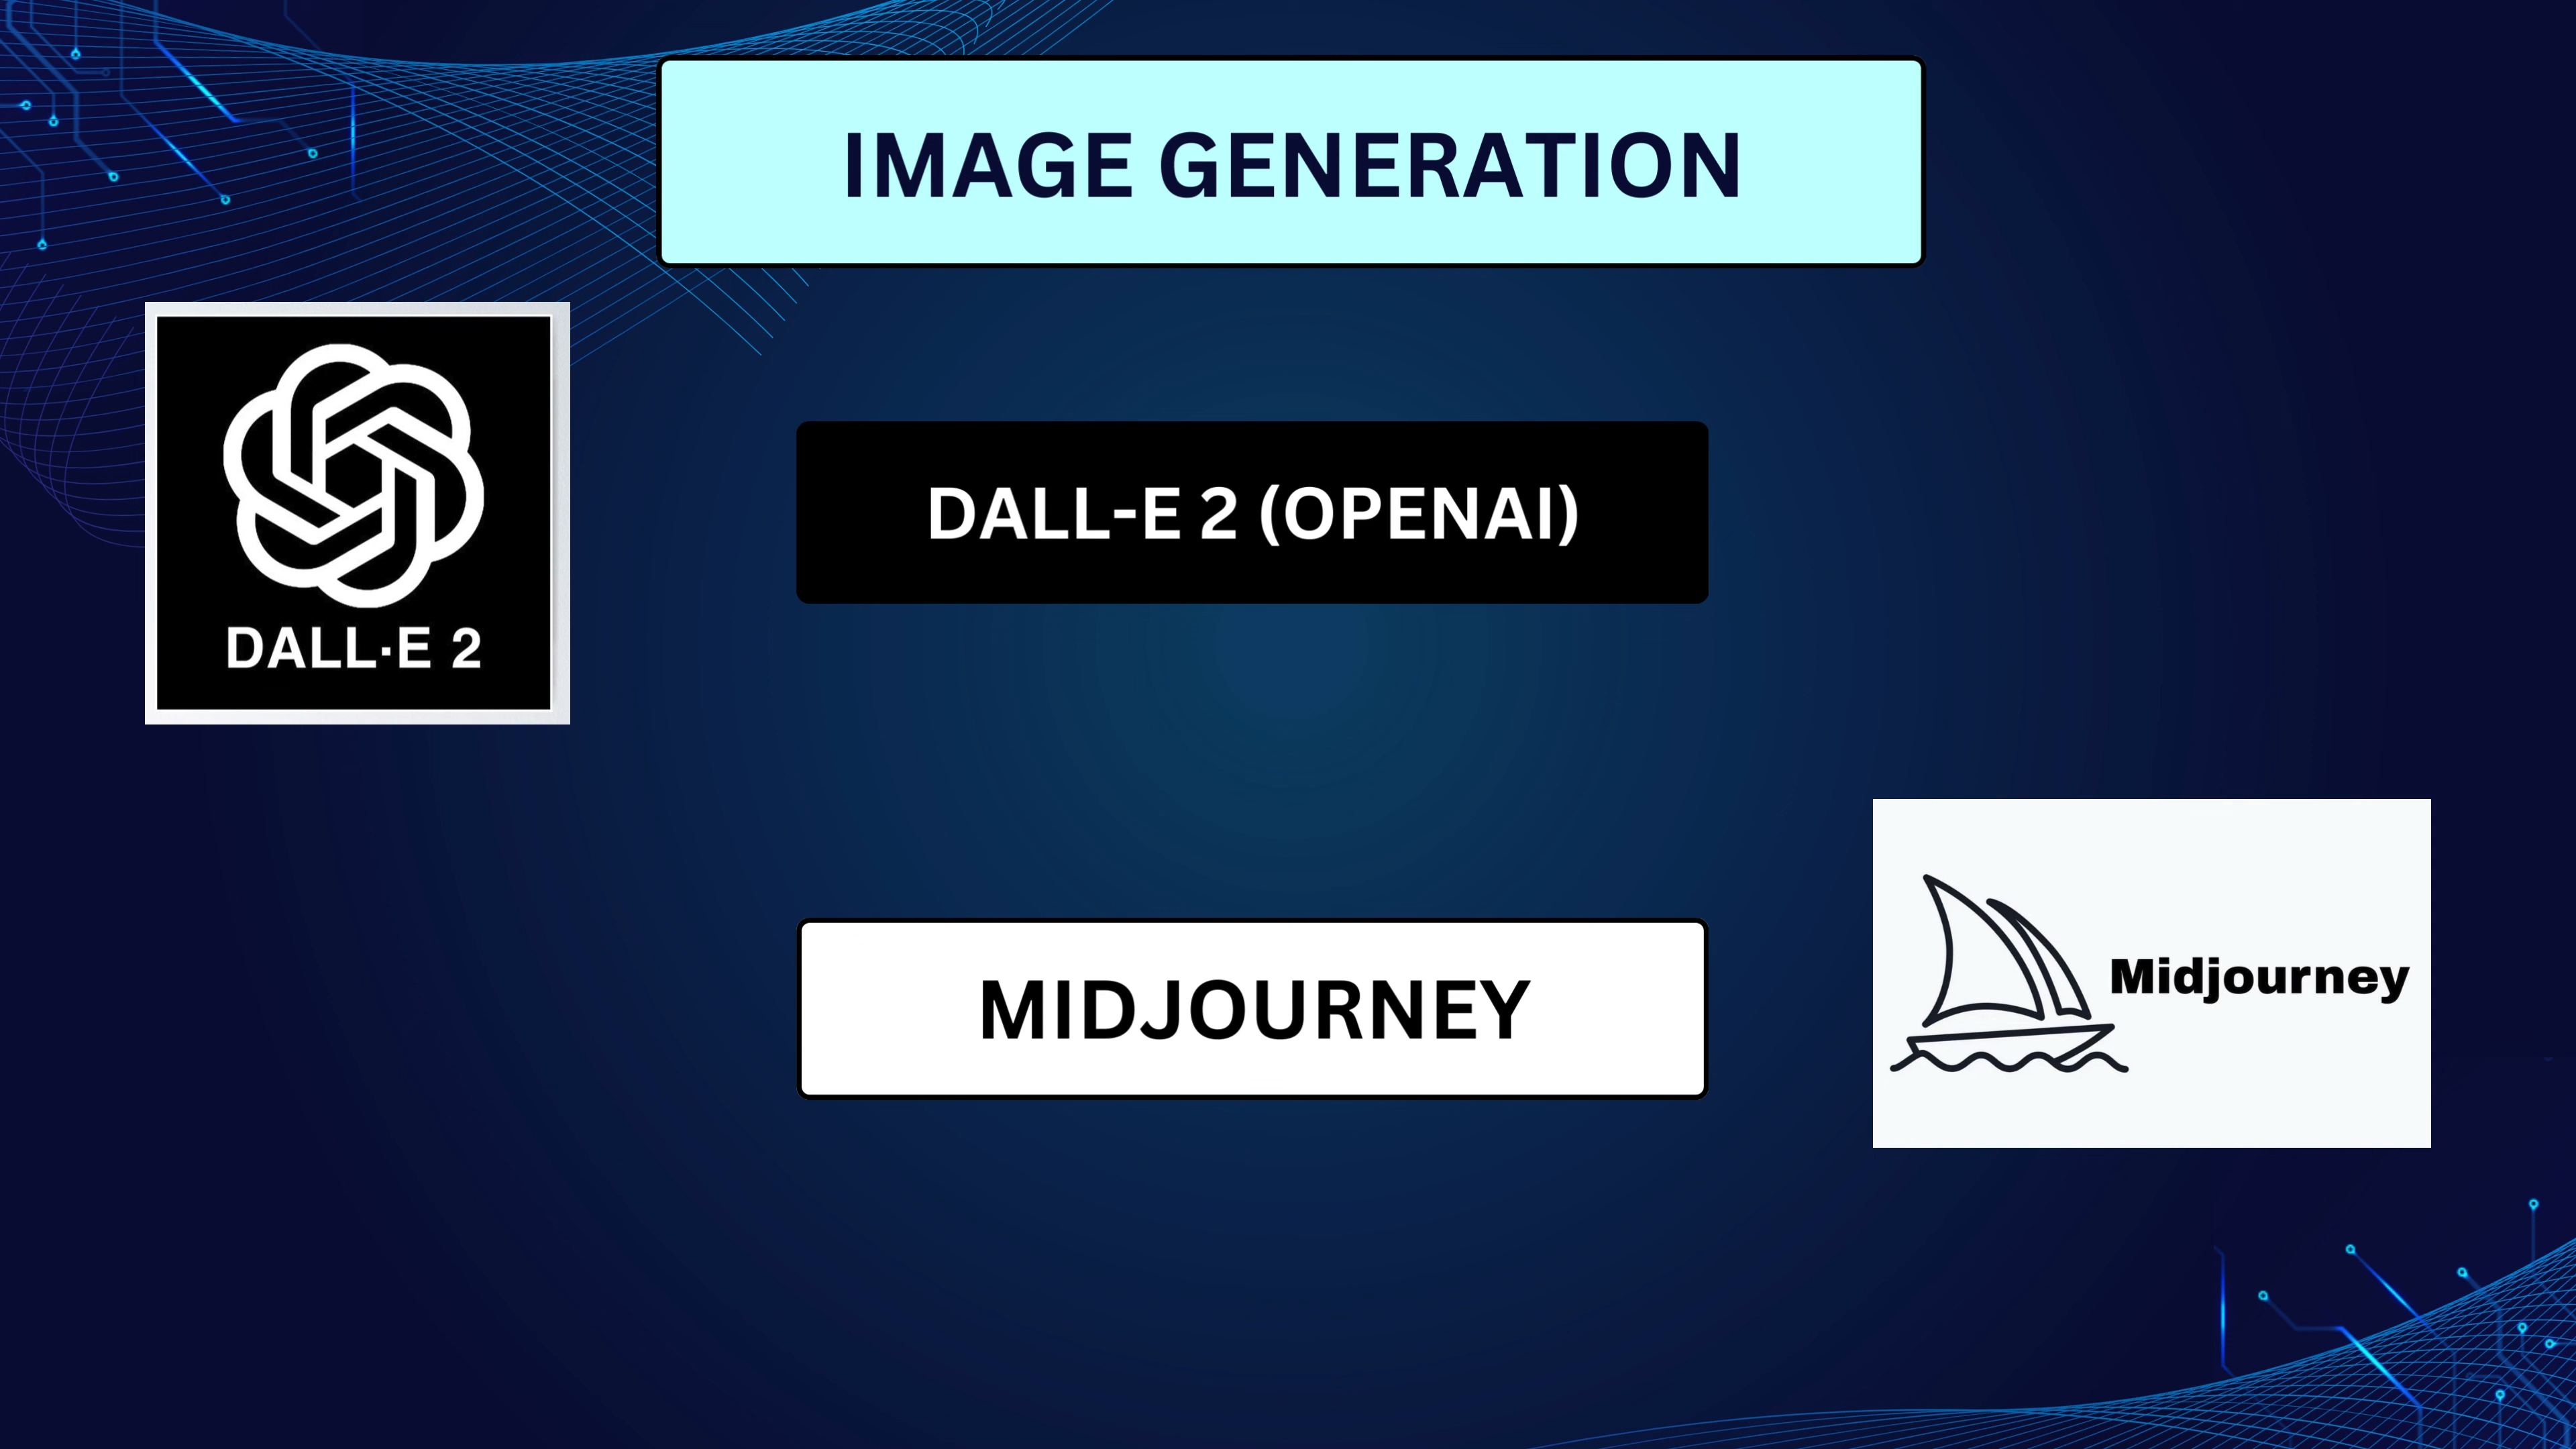 IMAGE GENERATION
DALL-E 2 (OPENAI)
DALL·E 2
MIDJOURNEY
Midjourney